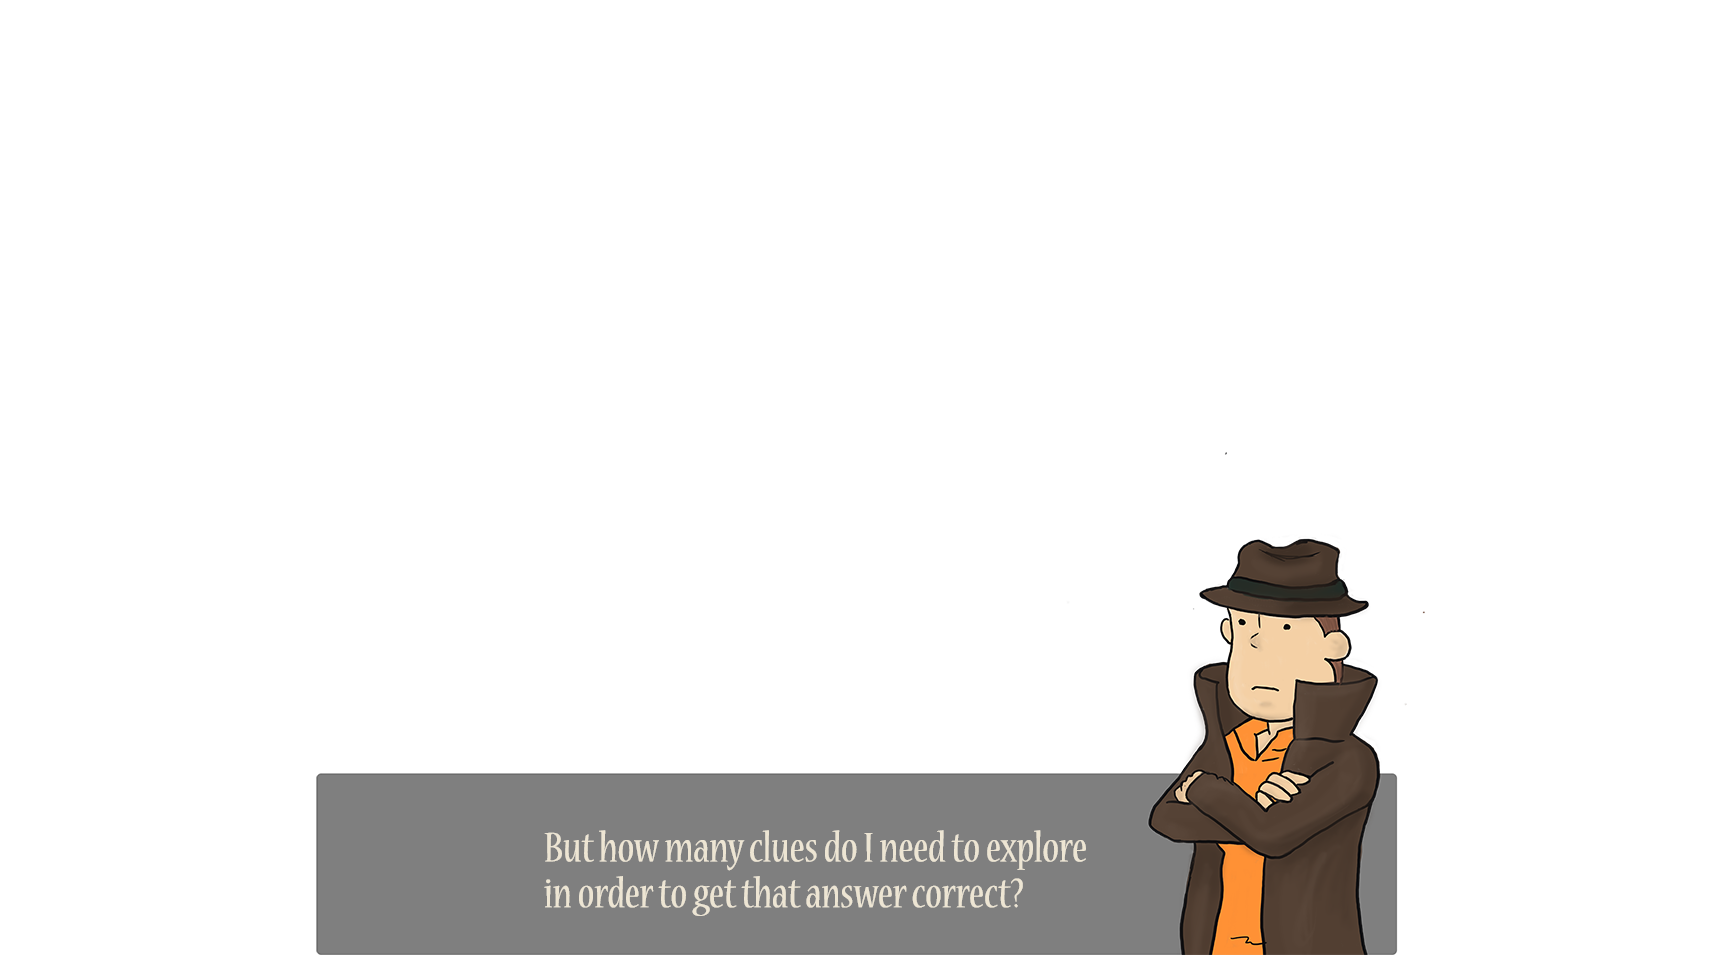 But how many clues do I need to explore
in order to get that answer correct?